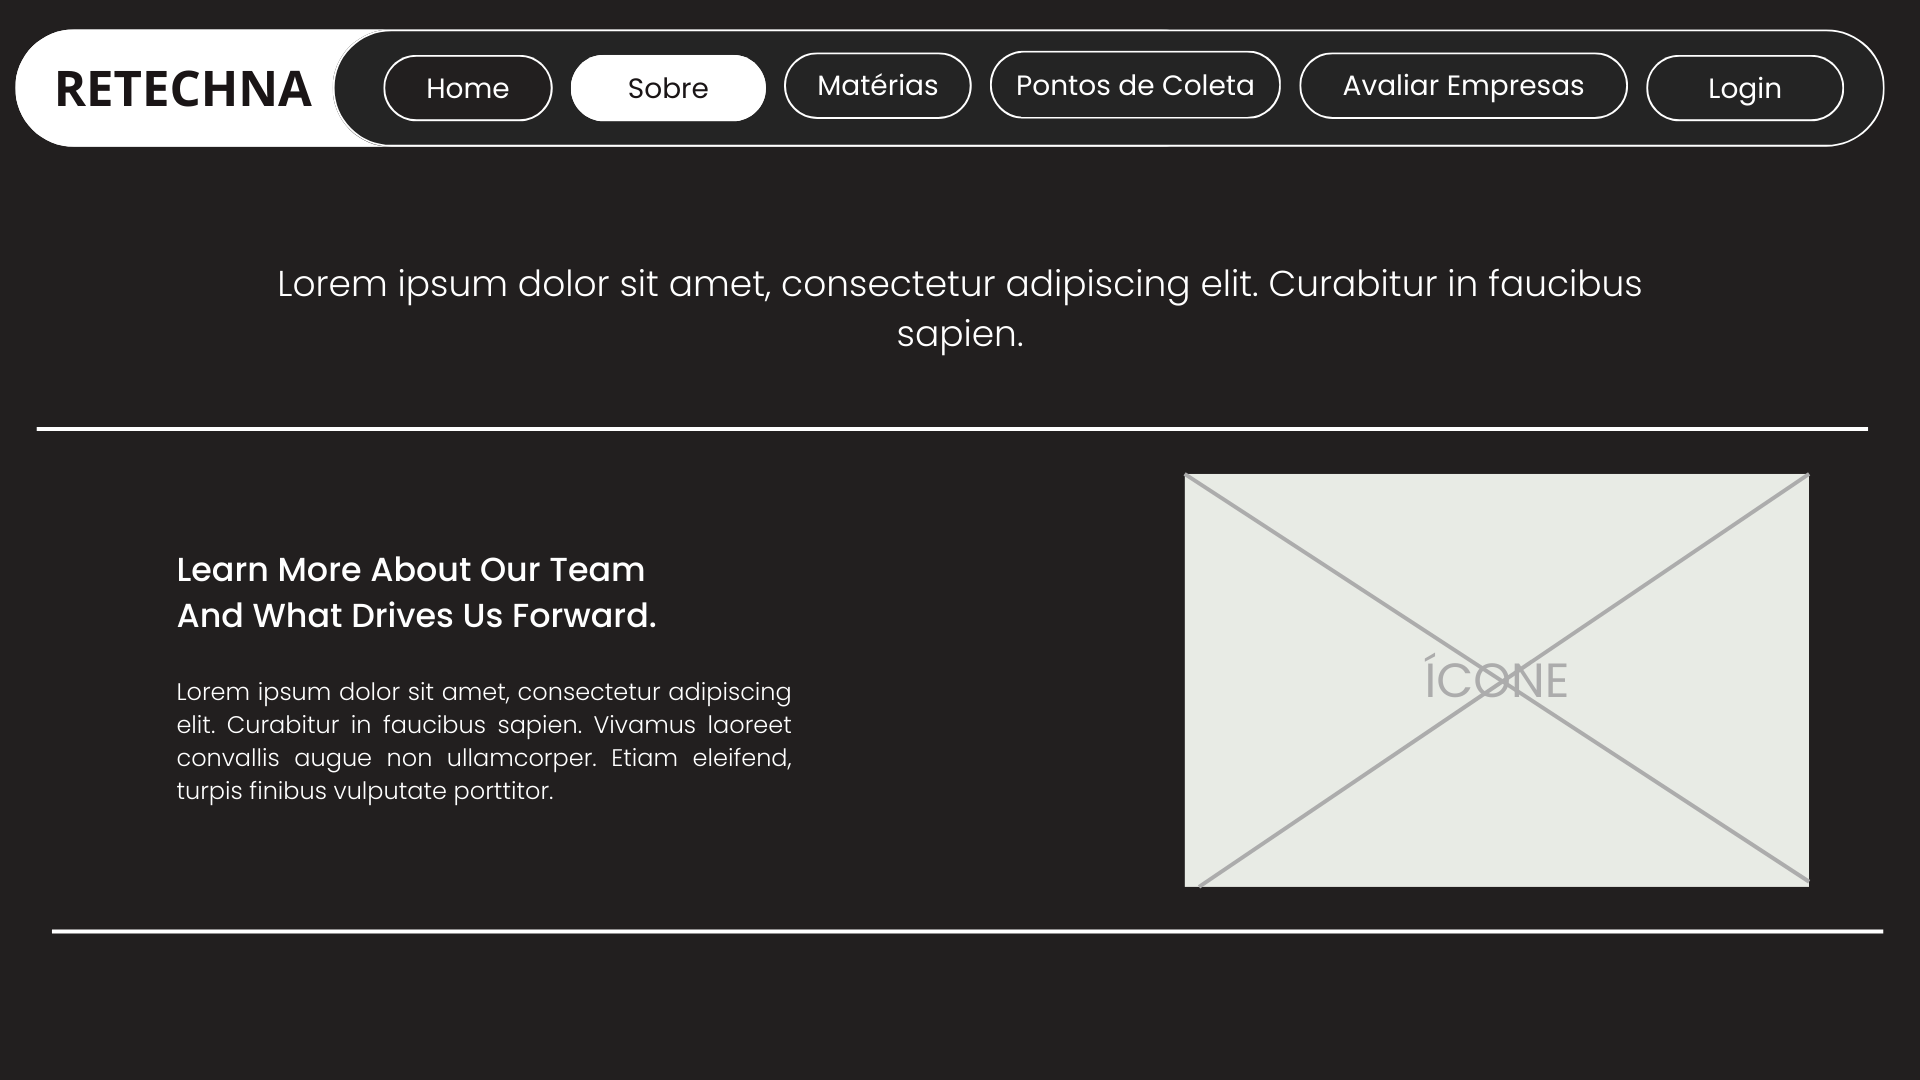 RETECHNA
Home
Sobre
Matérias
Pontos de Coleta
Avaliar Empresas
Login
Lorem ipsum dolor sit amet, consectetur adipiscing elit. Curabitur in faucibus
sapien.
Learn More About Our Team
And What Drives Us Forward.
Lorem ipsum dolor sit amet, consectetur adipiscing
elit. Curabitur in faucibus sapien. Vivamus laoreet
convallis augue non ullamcorper. Etiam eleifend,
turpis finibus vulputate porttitor.
ÍCONE